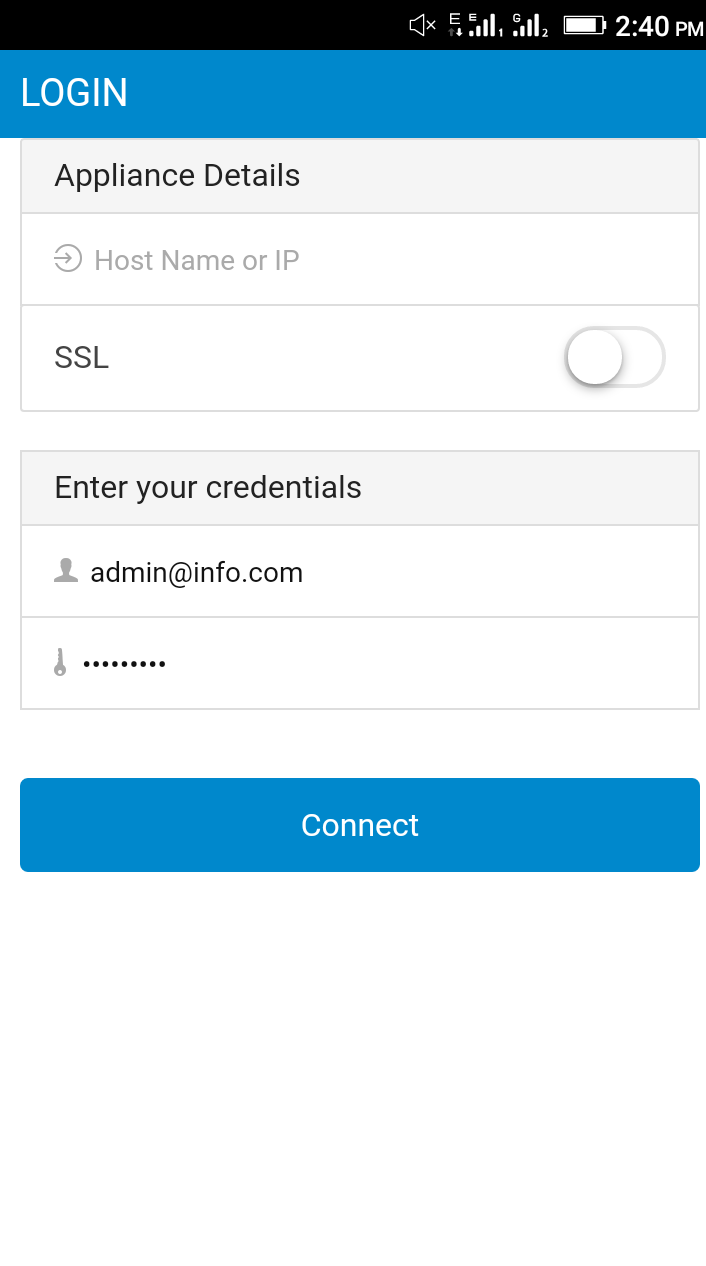 E E 1 G 2 2:40 PM
LOGIN
Appliance Details
Host Name or IP
SSL
Enter your credentials
admin@info.com
•••••••••
Connect